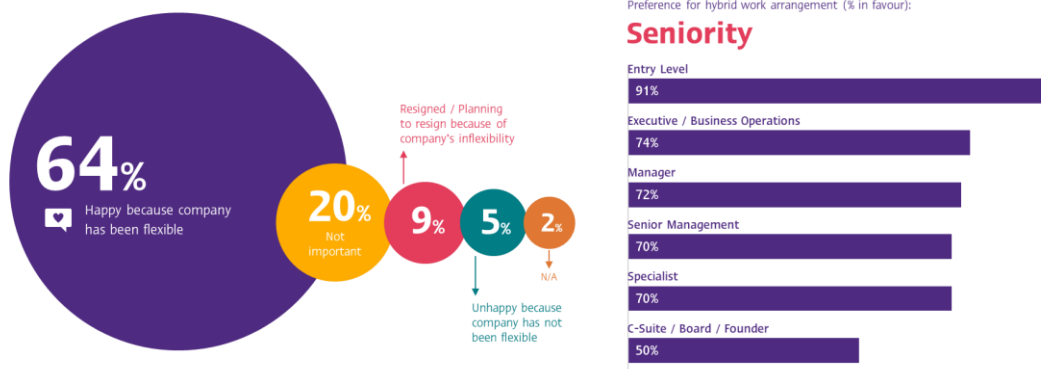 64%
Happy because company
has been flexible
20%
Not
important
Resigned / Planning
to resign because of
company's inflexibility
9%
5%
Unhappy because
company has not
been flexible
2%
N/A
Preference for hybrid work arrangement (% in favour):
Seniority
Entry Level
91%
Executive / Business Operations
74%
Manager
72%
Senior Management
70%
Specialist
70%
C-Suite / Board / Founder
50%